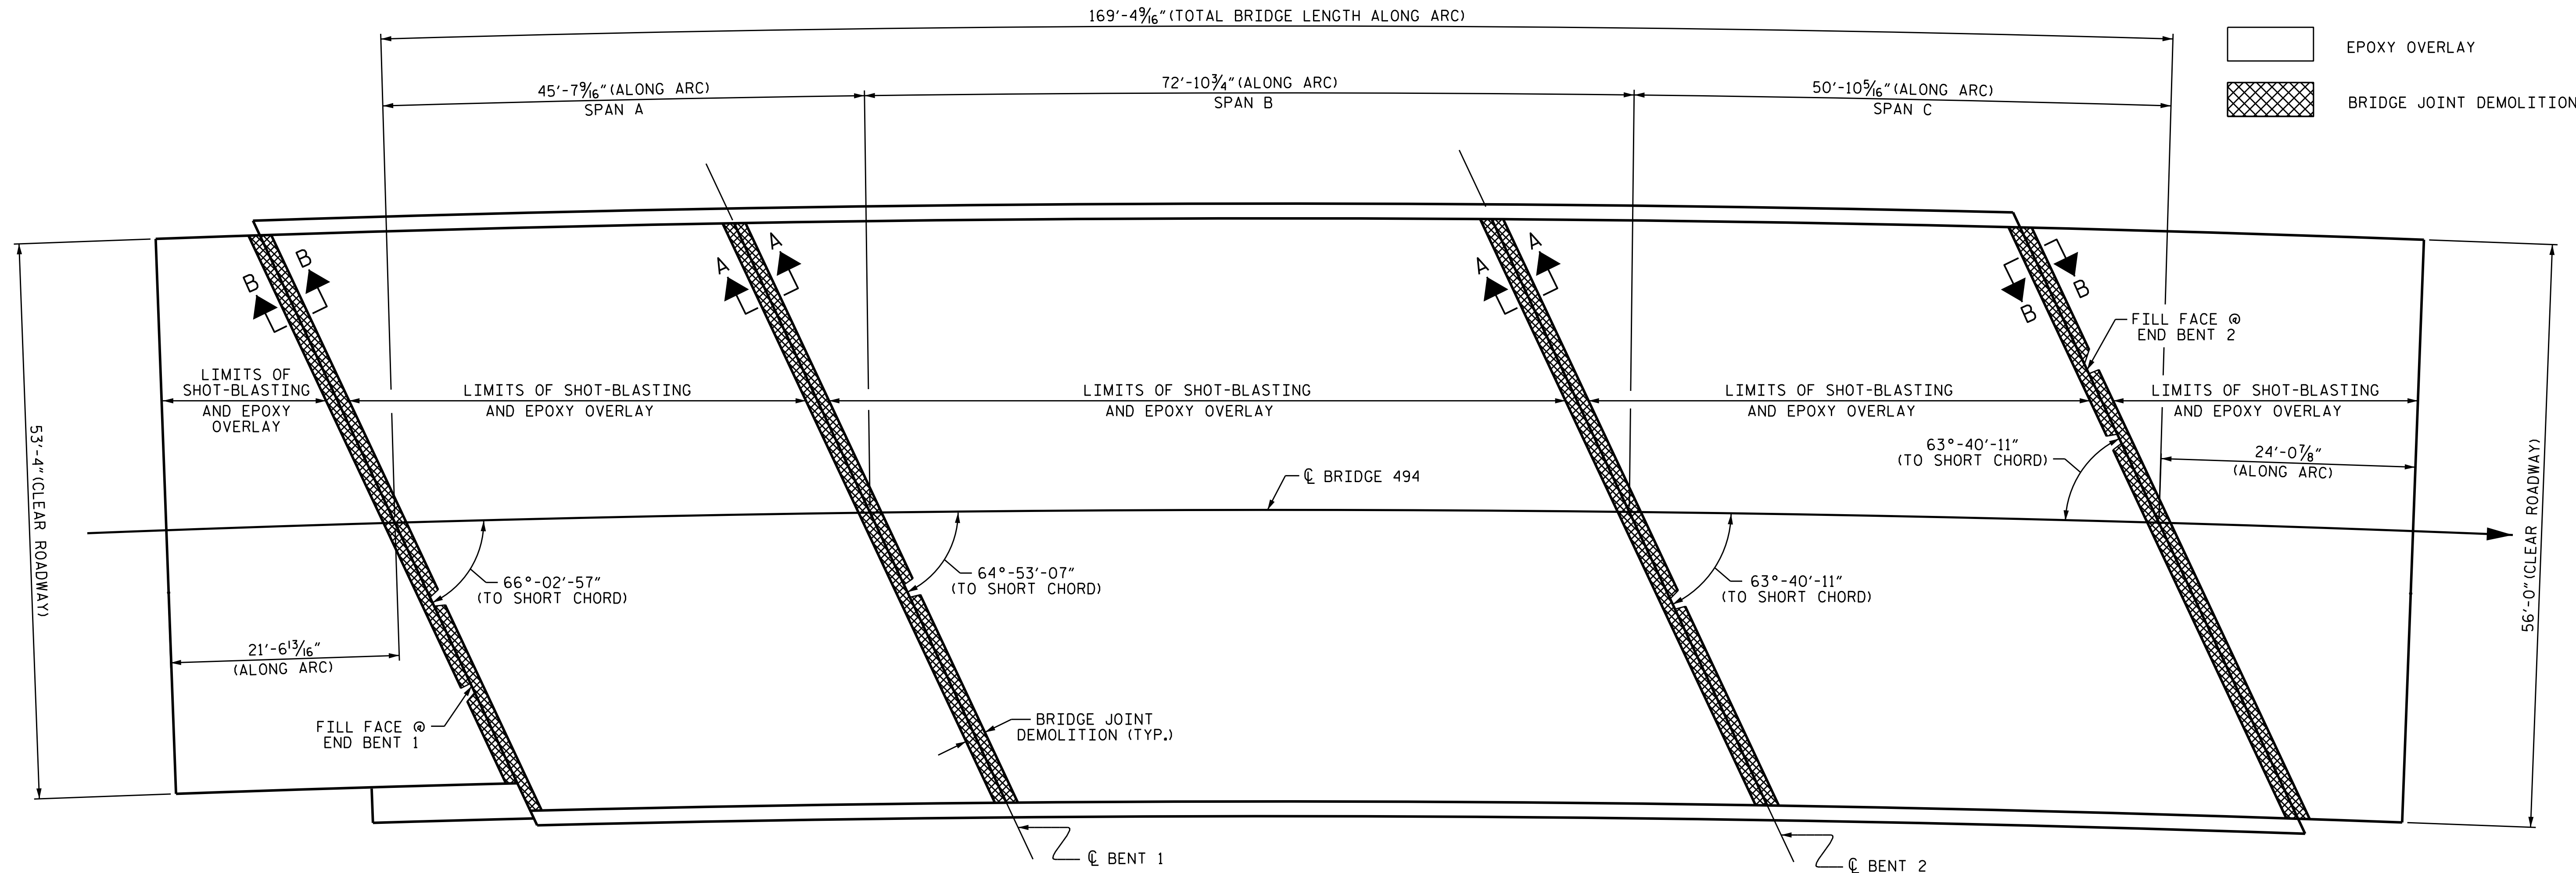 169'-4 9/16" (TOTAL BRIDGE LENGTH ALONG ARC)
EPOXY OVERLAY
BRIDGE JOINT DEMOLITION
45'-7 9/16" (ALONG ARC)
SPAN A
72'-10 3/4" (ALONG ARC)
SPAN B
50'-10 5/16" (ALONG ARC)
SPAN C
B
B
A
A
A
A
B
B
FILL FACE @
END BENT 2
LIMITS OF
SHOT-BLASTING
AND EPOXY
OVERLAY
LIMITS OF SHOT-BLASTING
AND EPOXY OVERLAY
LIMITS OF SHOT-BLASTING
AND EPOXY OVERLAY
LIMITS OF SHOT-BLASTING
AND EPOXY OVERLAY
LIMITS OF SHOT-BLASTING
AND EPOXY OVERLAY
53'-4" (CLEAR ROADWAY)
56'-0" (CLEAR ROADWAY)
63°-40'-11"
(TO SHORT CHORD)
24'-0 7/8"
(ALONG ARC)
℄ BRIDGE 494
66°-02'-57"
(TO SHORT CHORD)
64°-53'-07"
(TO SHORT CHORD)
63°-40'-11"
(TO SHORT CHORD)
21'-6 13/16"
(ALONG ARC)
FILL FACE @
END BENT 1
BRIDGE JOINT
DEMOLITION (TYP.)
℄ BENT 1
℄ BENT 2